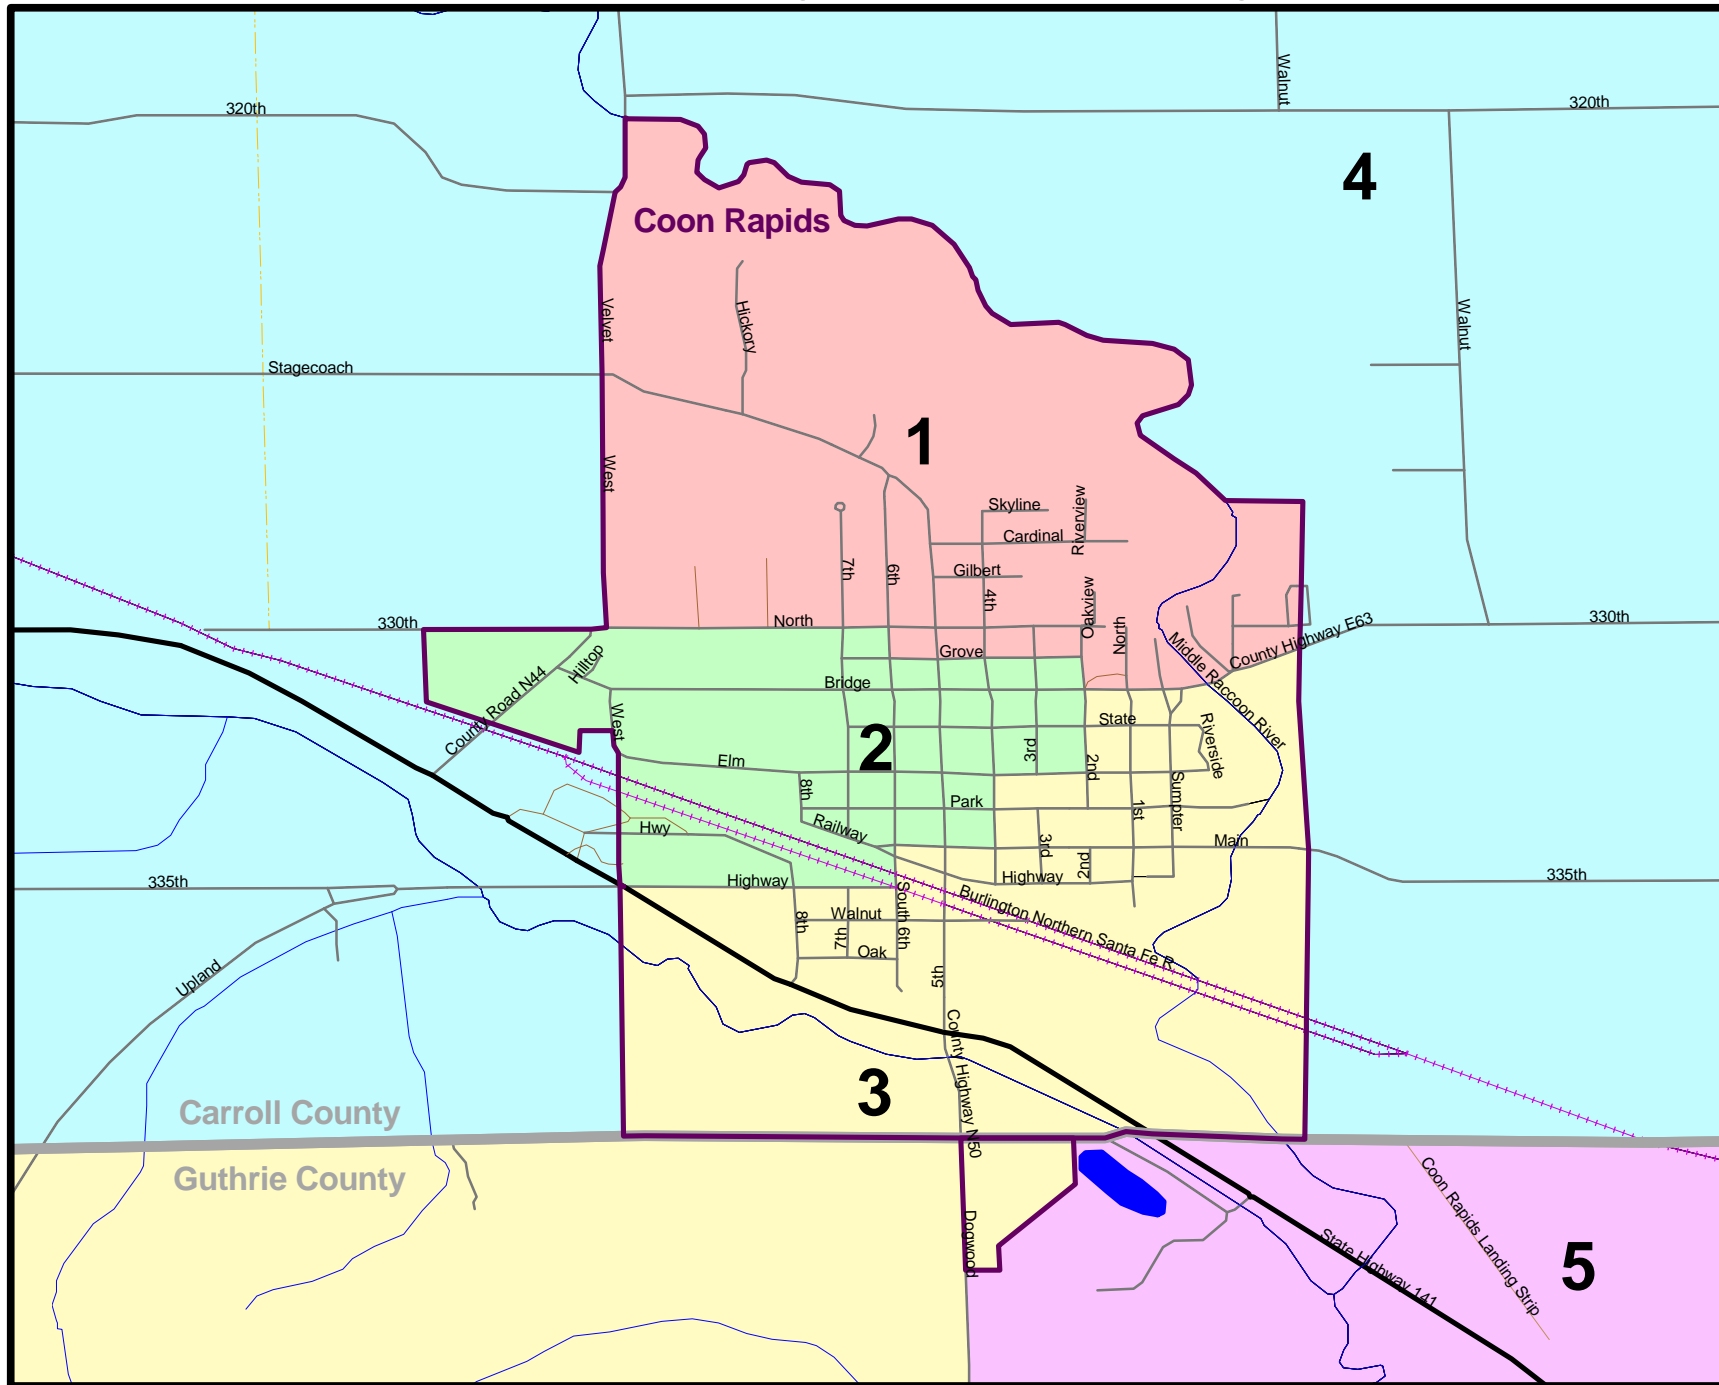 Walnut
320th
320th
4
Coon Rapids
Velvet
Hickory
Walnut
Stagecoach
1
West
Skyline
Riverview
Cardinal
7th
6th
Gilbert
4th
Oakview
North
330th
North
330th
County Highway E63
Middle Raccoon River
Grove
Hilltop
County Road N44
Bridge
West
State
Riverside
2
3rd
2nd
Elm
8th
Park
1st
Sumpter
Railway
Hwy
3rd
Main
2nd
335th
Highway
Highway
335th
South 6th
Burlington Northern Santa Fe R
8th
Walnut
7th
Oak
Upland
5th
County Highway N50
3
Carroll County
Guthrie County
Dogwood
Coon Rapids Landing Strip
State Highway 141
5